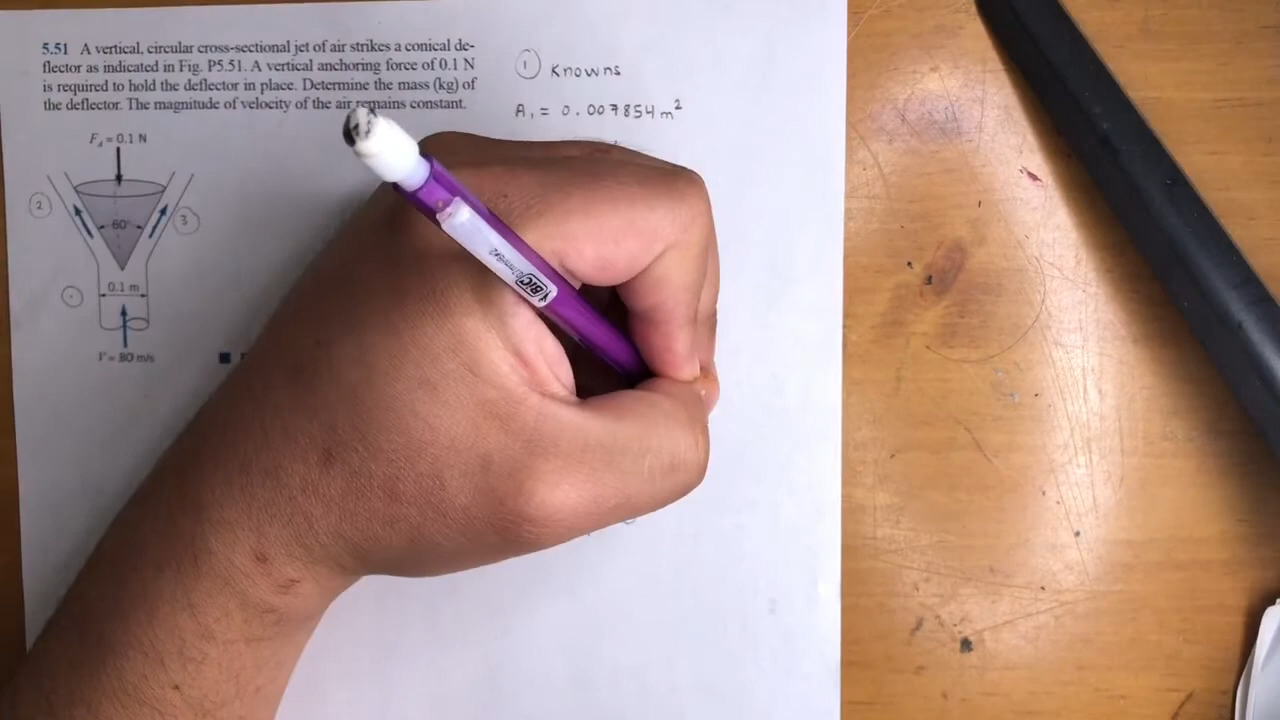 5.51 A vertical, circular cross-sectional jet of air strikes a conical de-
flector as indicated in Fig. P5.51. A vertical anchoring force of 0.1 N
is required to hold the deflector in place. Determine the mass (kg) of
the deflector. The magnitude of velocity of the air remains constant.
F_A = 0.1 N
2
3
60°
0.1 m
V = 30 m/s
1 Knowns
A₁ = 0.007854 m²
BIC